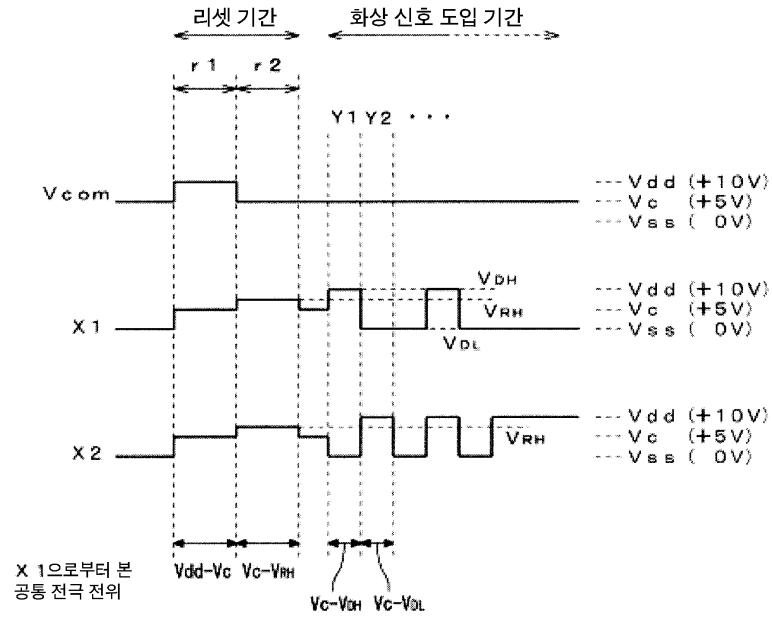 리셋 기간 화상 신호 도입 기간
r 1 r 2
Y1 Y2 ・・・
Vcom
Vdd (+10V)
Vc (+5V)
Vss ( 0V)
VDH
VRH
VDL
X1
Vdd (+10V)
Vc (+5V)
Vss ( 0V)
X2
VRH
Vdd (+10V)
Vc (+5V)
Vss ( 0V)
X 1으로부터 본
공통 전극 전위
Vdd-Vc Vc-VRH
Vc-VDH Vc-VDL